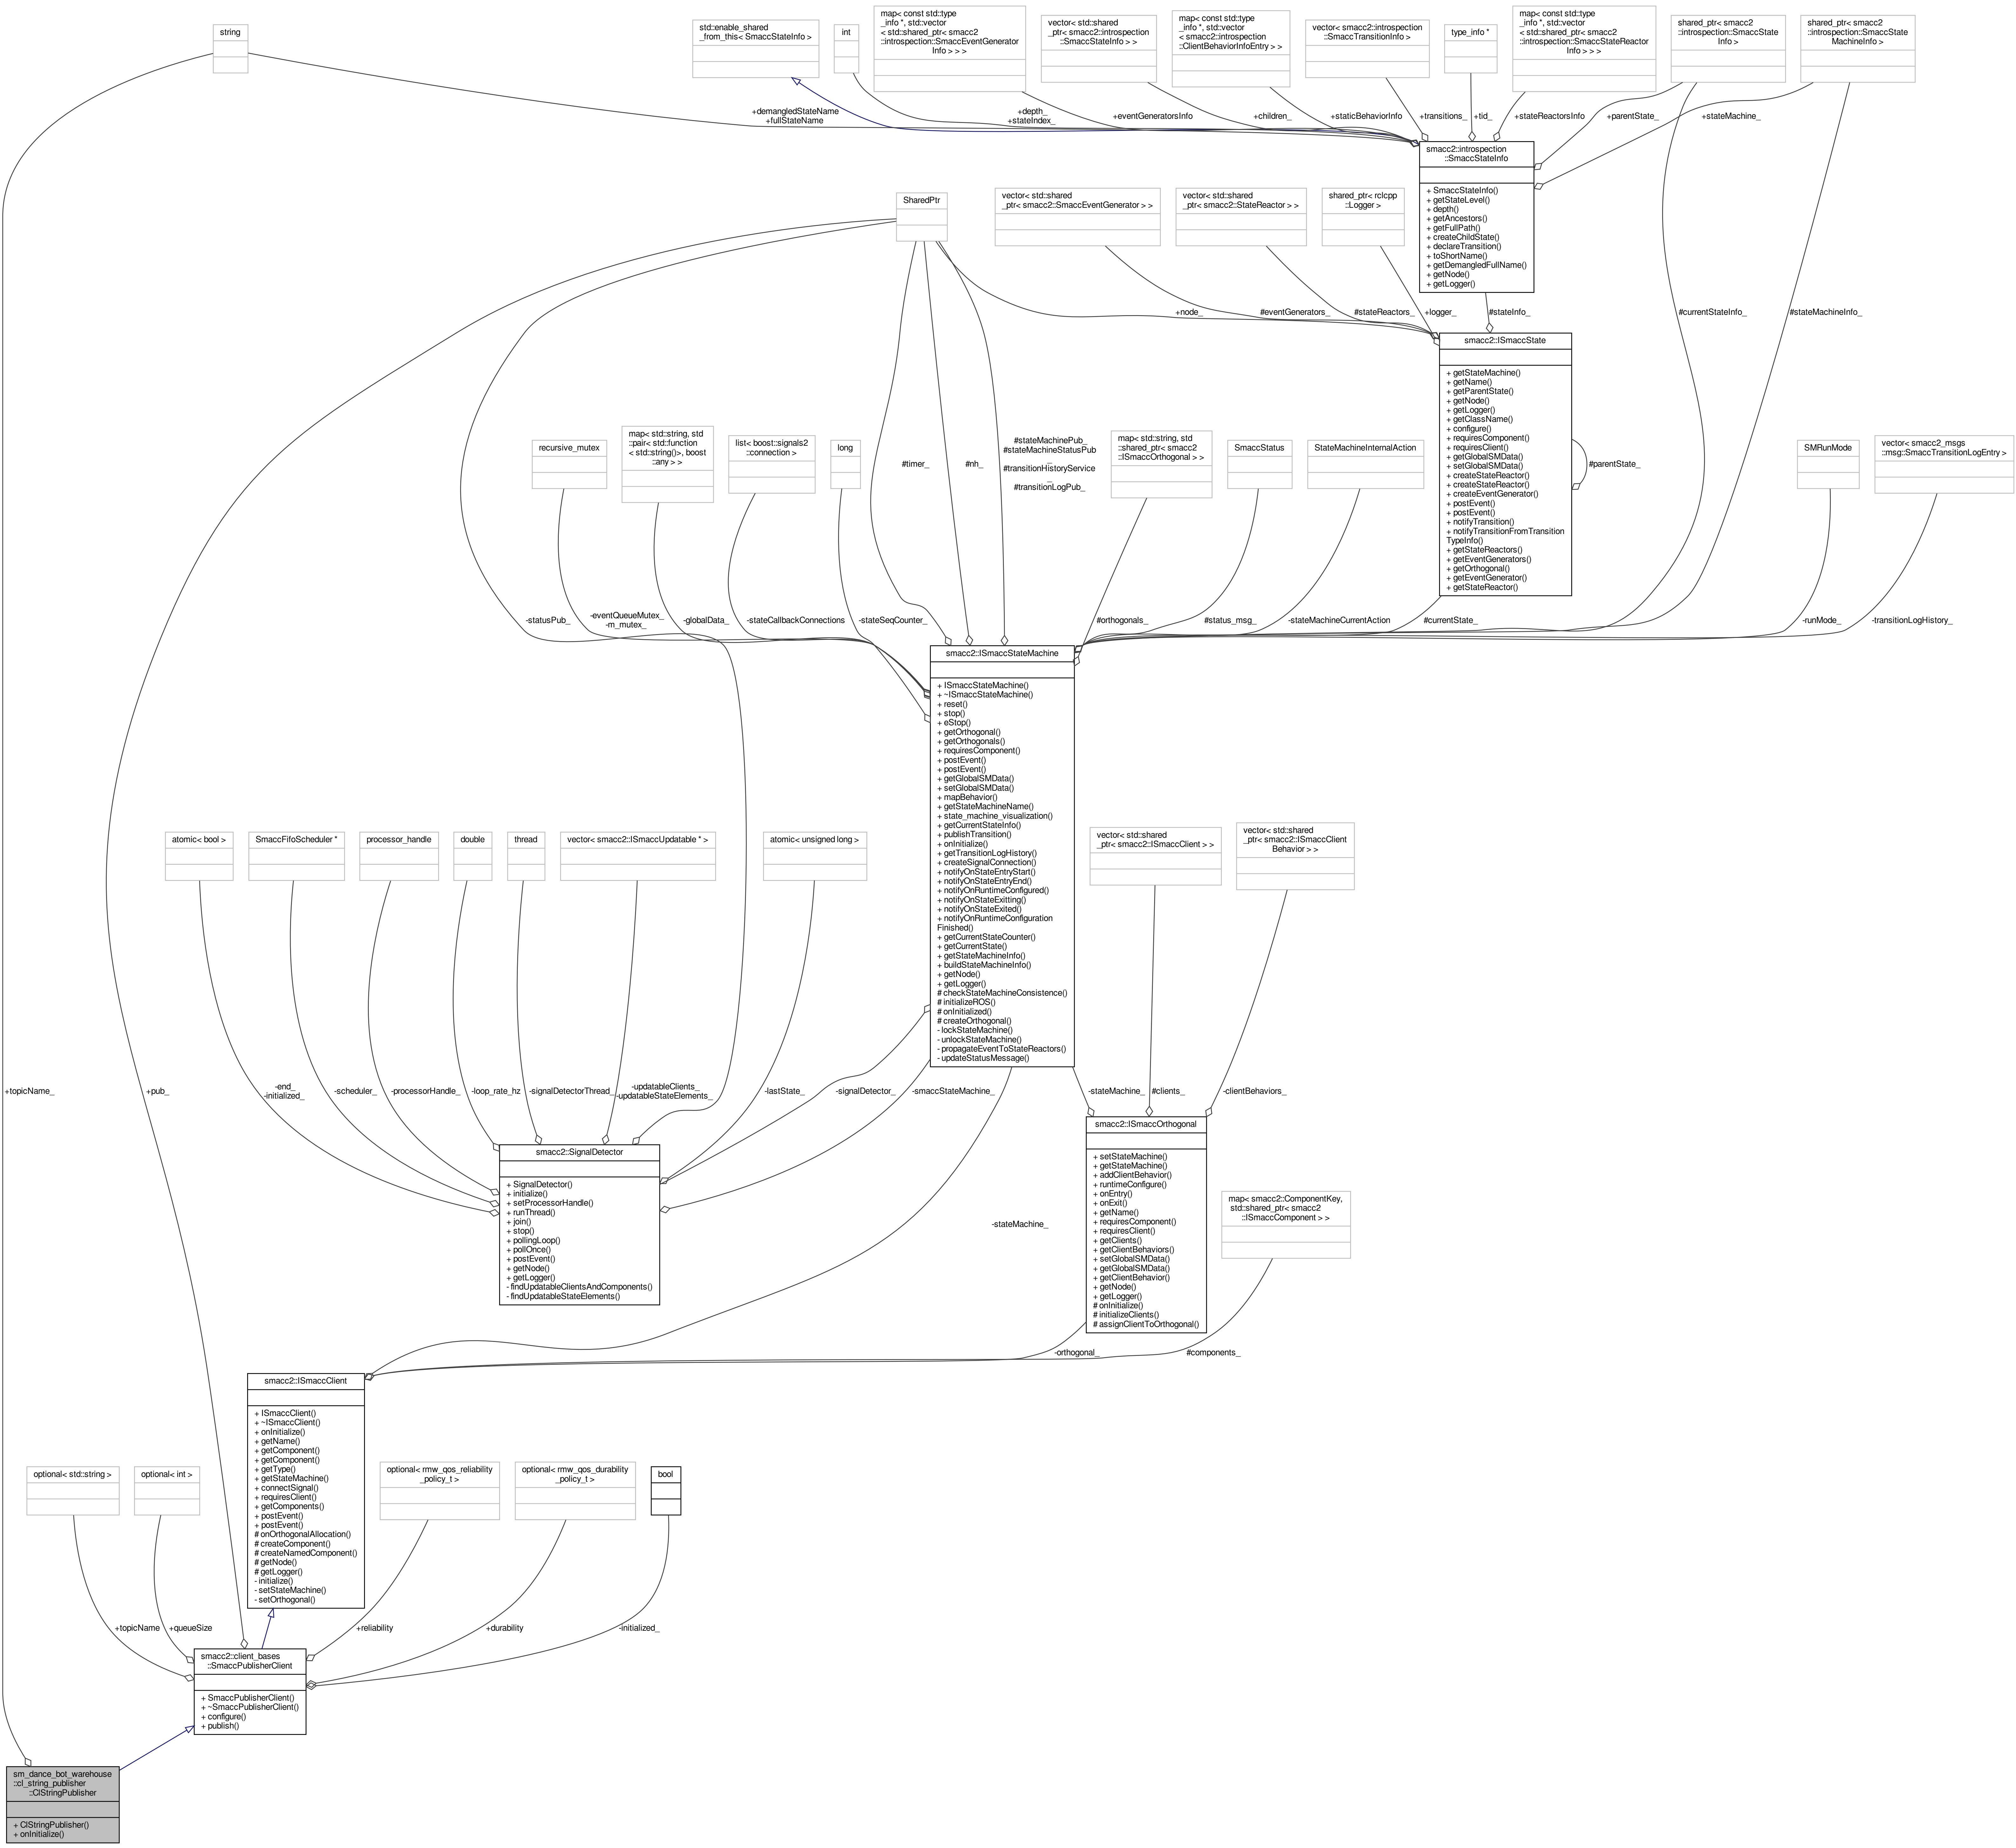 string
std::enable_shared
_from_this< SmaccStateInfo >
int
map< const std::type
_info *, std::vector
< std::shared_ptr< smacc2
::introspection::SmaccEventGenerator
Info > > >
vector< std::shared
_ptr< smacc2::introspection
::SmaccStateInfo > >
map< const std::type
_info *, std::vector
< smacc2::introspection
::ClientBehaviorInfoEntry > >
vector< smacc2::introspection
::SmaccTransitionInfo >
type_info *
map< const std::type
_info *, std::vector
< std::shared_ptr< smacc2
::introspection::SmaccStateReactor
Info > > >
shared_ptr< smacc2
::introspection::SmaccState
Info >
shared_ptr< smacc2
::introspection::SmaccState
MachineInfo >
+demangledStateName
+fullStateName
+depth_
+stateIndex_
+eventGeneratorsInfo
+children_
+staticBehaviorInfo
+transitions_
+tid_
+stateReactorsInfo
+parentState_
+stateMachine_
smacc2::introspection
::SmaccStateInfo
+ SmaccStateInfo()
+ getStateLevel()
+ depth()
+ getAncestors()
+ getFullPath()
+ createChildState()
+ declareTransition()
+ toShortName()
+ getDemangledFullName()
+ getNode()
+ getLogger()
SharedPtr
vector< std::shared
_ptr< smacc2::SmaccEventGenerator > >
vector< std::shared
_ptr< smacc2::StateReactor > >
shared_ptr< rclcpp
::Logger >
+node_
#eventGenerators_
#stateReactors_
+logger_
#stateInfo_
#currentStateInfo_
#stateMachineInfo_
smacc2::ISmaccState
+ getStateMachine()
+ getName()
+ getParentState()
+ getNode()
+ getLogger()
+ getClassName()
+ configure()
+ requiresComponent()
+ requiresClient()
+ getGlobalSMData()
+ setGlobalSMData()
+ createStateReactor()
+ createStateReactor()
+ createEventGenerator()
+ postEvent()
+ postEvent()
+ notifyTransition()
+ notifyTransitionFromTransition
TypeInfo()
+ getStateReactors()
+ getEventGenerators()
+ getOrthogonal()
+ getEventGenerator()
+ getStateReactor()
#parentState_
recursive_mutex
map< std::string, std
::pair< std::function
< std::string()>, boost
::any > >
list< boost::signals2
::connection >
long
#timer_
#nh_
#stateMachinePub_
#stateMachineStatusPub
_
#transitionHistoryService
_
#transitionLogPub_
map< std::string, std
::shared_ptr< smacc2
::ISmaccOrthogonal > >
SmaccStatus
StateMachineInternalAction
SMRunMode
vector< smacc2_msgs
::msg::SmaccTransitionLogEntry >
-statusPub_
-eventQueueMutex_
-m_mutex_
-globalData_
-stateCallbackConnections
-stateSeqCounter_
#orthogonals_
#status_msg_
-stateMachineCurrentAction
#currentState_
-runMode_
-transitionLogHistory_
smacc2::ISmaccStateMachine
+ ISmaccStateMachine()
+ ~ISmaccStateMachine()
+ reset()
+ stop()
+ eStop()
+ getOrthogonal()
+ getOrthogonals()
+ requiresComponent()
+ postEvent()
+ postEvent()
+ getGlobalSMData()
+ setGlobalSMData()
+ mapBehavior()
+ getStateMachineName()
+ state_machine_visualization()
+ getCurrentStateInfo()
+ publishTransition()
+ onInitialize()
+ getTransitionLogHistory()
+ createSignalConnection()
+ notifyOnStateEntryStart()
+ notifyOnStateEntryEnd()
+ notifyOnRuntimeConfigured()
+ notifyOnStateExitting()
+ notifyOnStateExited()
+ notifyOnRuntimeConfiguration
Finished()
+ getCurrentStateCounter()
+ getCurrentState()
+ getStateMachineInfo()
+ buildStateMachineInfo()
+ getNode()
+ getLogger()
# checkStateMachineConsistence()
# initializeROS()
# onInitialized()
# createOrthogonal()
- lockStateMachine()
- unlockStateMachine()
- propagateEventToStateReactors()
- updateStatusMessage()
atomic< bool >
SmaccFifoScheduler *
processor_handle
double
thread
vector< smacc2::ISmaccUpdatable * >
atomic< unsigned long >
vector< std::shared
_ptr< smacc2::ISmaccClient > >
vector< std::shared
_ptr< smacc2::ISmaccClient
Behavior > >
+topicName_
+pub_
-end_
-initialized_
-scheduler_
-processorHandle_
-loop_rate_hz
-signalDetectorThread_
-updatableClients_
-updatableStateElements_
-lastState_
-signalDetector_
-smaccStateMachine_
-stateMachine_
#clients_
-clientBehaviors_
smacc2::SignalDetector
+ SignalDetector()
+ initialize()
+ setProcessorHandle()
+ runThread()
+ join()
+ stop()
+ pollingLoop()
+ pollOnce()
+ postEvent()
+ getNode()
+ getLogger()
- findUpdatableClientsAndComponents()
- findUpdatableStateElements()
smacc2::ISmaccOrthogonal
+ setStateMachine()
+ getStateMachine()
+ addClientBehavior()
+ runtimeConfigure()
+ onEntry()
+ onExit()
+ getName()
+ requiresComponent()
+ requiresClient()
+ getClients()
+ getClientBehaviors()
+ setGlobalSMData()
+ getGlobalSMData()
+ getClientBehavior()
+ getNode()
+ getLogger()
# onInitialize()
# initializeClients()
# assignClientToOrthogonal()
map< smacc2::ComponentKey,
std::shared_ptr< smacc2
::ISmaccComponent > >
-stateMachine_
-orthogonal_
#components_
smacc2::ISmaccClient
+ ISmaccClient()
+ ~ISmaccClient()
+ onInitialize()
+ getName()
+ getComponent()
+ getComponent()
+ getType()
+ getStateMachine()
+ connectSignal()
+ requiresClient()
+ getComponents()
+ postEvent()
+ postEvent()
# onOrthogonalAllocation()
# createComponent()
# createNamedComponent()
# getNode()
# getLogger()
- initialize()
- setStateMachine()
- setOrthogonal()
optional< std::string >
optional< int >
optional< rmw_qos_reliability
_policy_t >
optional< rmw_qos_durability
_policy_t >
bool
+topicName
+queueSize
+reliability
+durability
-initialized_
smacc2::client_bases
::SmaccPublisherClient
+ SmaccPublisherClient()
+ ~SmaccPublisherClient()
+ configure()
+ publish()
sm_dance_bot_warehouse
::cl_string_publisher
::ClStringPublisher
+ ClStringPublisher()
+ onInitialize()